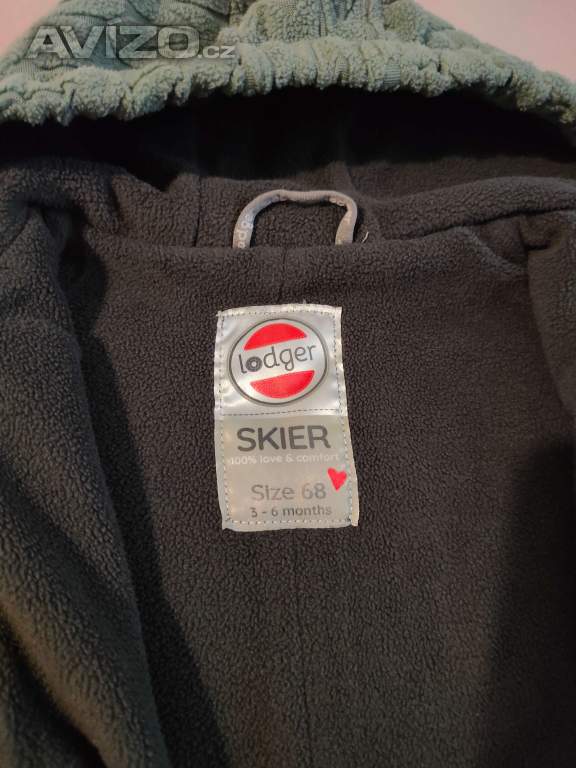 AVIZO.cz
lodger
SKIER
100% love & comfort
Size 68
3 - 6 months